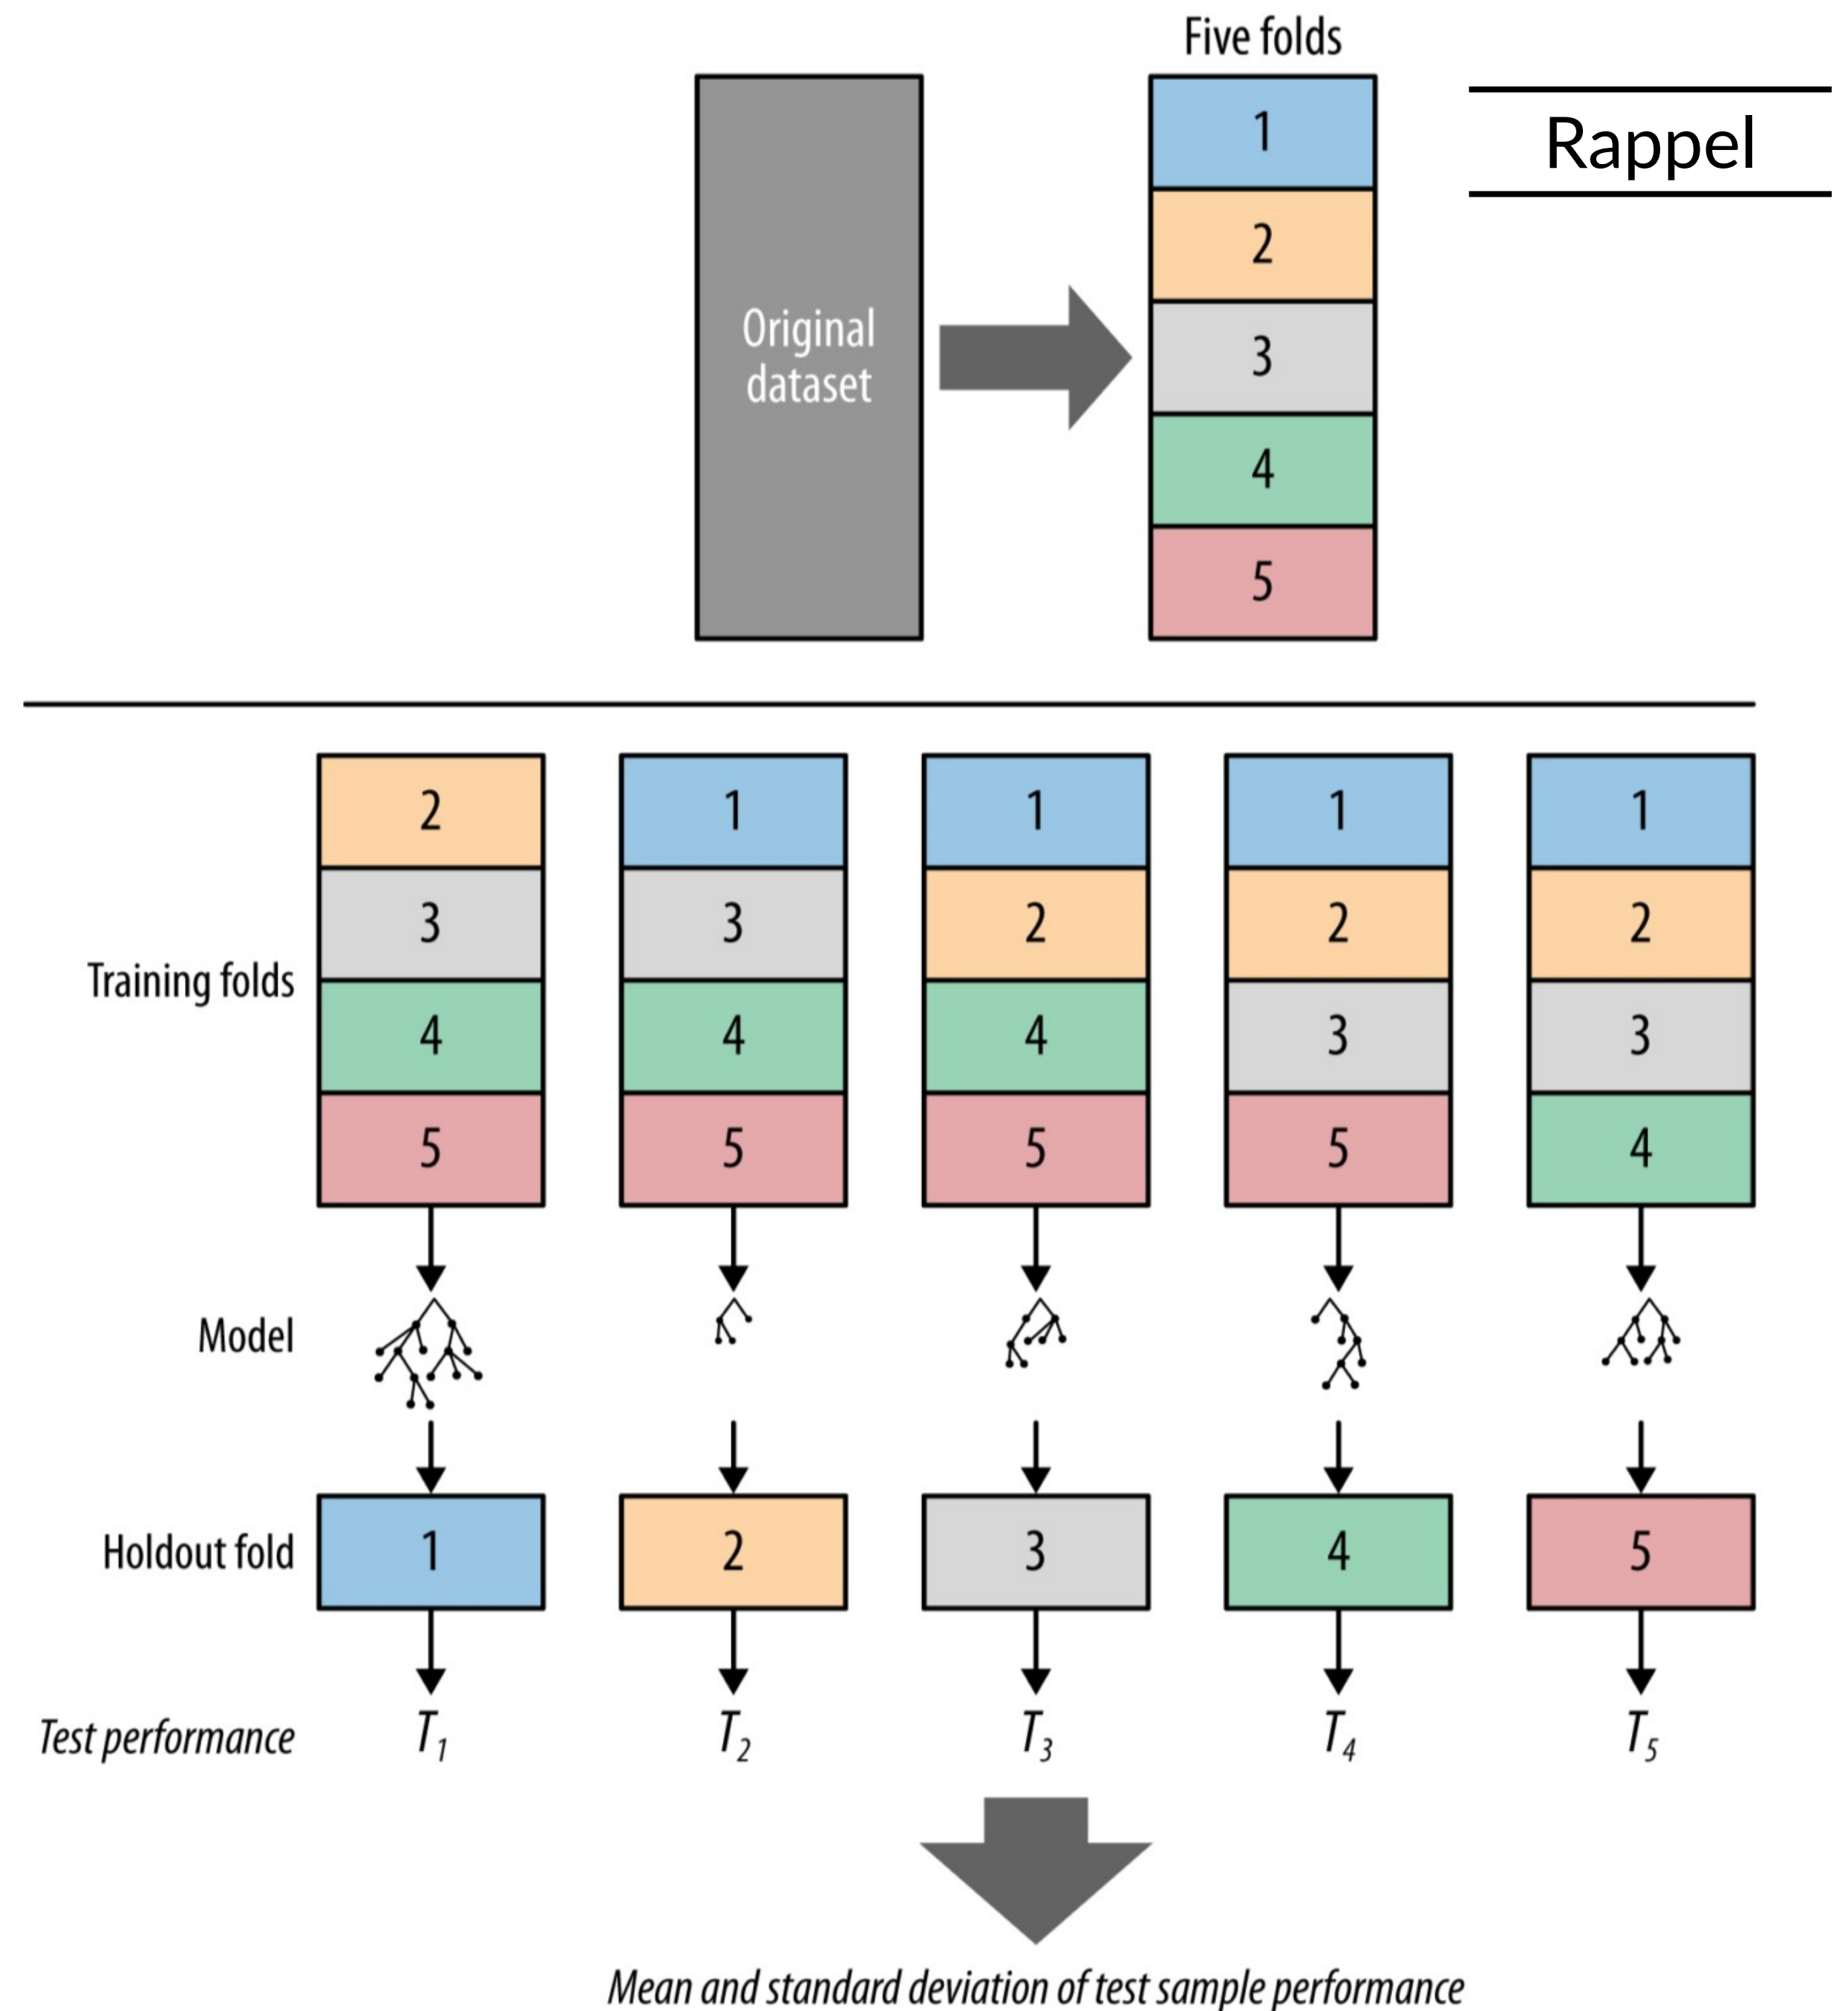 Five folds
Rappel
Original
dataset
1
2
3
4
5
2 1 1 1 1
3 3 2 2 2
Training folds
4 4 4 3 3
5 5 5 5 4
Model
Holdout fold 1 2 3 4 5
Test performance T1 T2 T3 T4 T5
Mean and standard deviation of test sample performance